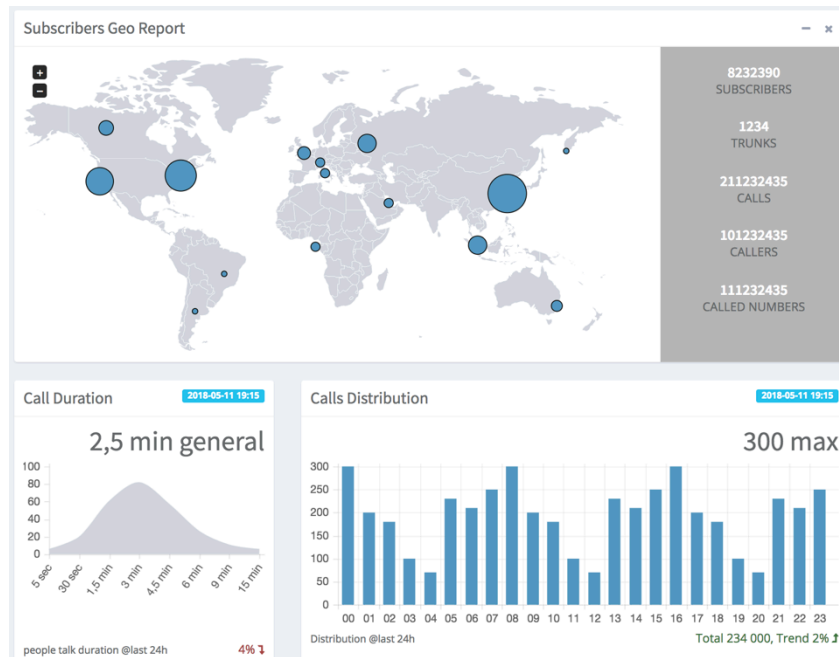 Subscribers Geo Report
+
−
8232390
SUBSCRIBERS
1234
TRUNKS
211232435
CALLS
101232435
CALLERS
111232435
CALLED NUMBERS
Call Duration 2018-05-11 19:15
2,5 min general
100
80
60
40
20
0
5 sec 30 sec 1,5 min 3 min 4,5 min 6 min 9 min 15 min
people talk duration @last 24h 4%
Calls Distribution 2018-05-11 19:15
300 max
300
250
200
150
100
50
0
00 01 02 03 04 05 06 07 08 09 10 11 12 13 14 15 16 17 18 19 20 21 22 23
Distribution @last 24h Total 234 000, Trend 2%